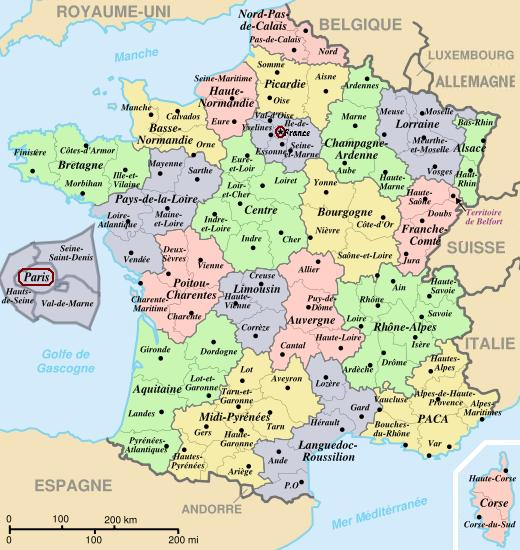 ROYAUME-UNI
Nord-Pas-
de-Calais
BELGIQUE
Pas-de-Calais
Nord
Manche
LUXEMBOURG
ALLEMAGNE
Somme
Picardie
Aisne
Oise
Ardennes
Seine-Maritime
Haute-
Normandie
Eure
Manche
Calvados
Basse-
Normandie
Orne
Val-d'Oise
Yvelines
Ile-de-
France
Essonne
Seine-
et-Marne
Marne
Champagne-
Ardenne
Aube
Haute-
Marne
Meuse
Moselle
Lorraine
Meurthe-
et-Moselle
Vosges
Bas-Rhin
Alsace
Haut-
Rhin
Finisère
Côtes-d'Armor
Bretagne
Morbihan
Ille-et-
Vilaine
Mayenne
Sarthe
Pays-de-la-Loire
Loire-
Atlantique
Maine-
et-Loire
Vendée
Eure-
et-Loir
Loir-
et-Cher
Loiret
Centre
Indre-
et-Loire
Indre
Cher
Yonne
Bourgogne
Côte-d'Or
Nièvre
Saône-et-Loire
Haute-
Saône
Doubs
Franche-
Comté
Jura
Territoire
de Belfort
SUISSE
Seine-
Saint-Denis
Paris
Hauts-
de-Seine
Val-de-Marne
Deux-
Sèvres
Vienne
Poitou-
Charentes
Charente-
Maritime
Charente
Creuse
Limousin
Haute-
Vienne
Corrèze
Allier
Puy-de-
Dôme
Auvergne
Cantal
Haute-Loire
Ain
Rhône
Haute-
Savoie
Loire
Rhône-Alpes
Savoie
Isère
Ardèche
Drôme
ITALIE
Golfe de
Gascogne
Gironde
Dordogne
Aquitaine
Lot-et-
Garonne
Landes
Pyrénées-
Atlantiques
Lot
Aveyron
Tarn-et-
Garonne
Midi-Pyrénées
Gers
Tarn
Haute-
Garonne
Hautes-
Pyrénées
Ariège
Lozère
Gard
Hérault
Languedoc-
Roussilion
Aude
P.O
Hautes-
Alpes
Alpes-de-Haute-
Provence
Alpes-
Maritimes
Vaucluse
PACA
Bouches-
du-Rhône
Var
ESPAGNE
ANDORRE
Mer Méditerranée
Haute-Corse
Corse
Corse-du-Sud
0 100 200 km
0 100 200 mi